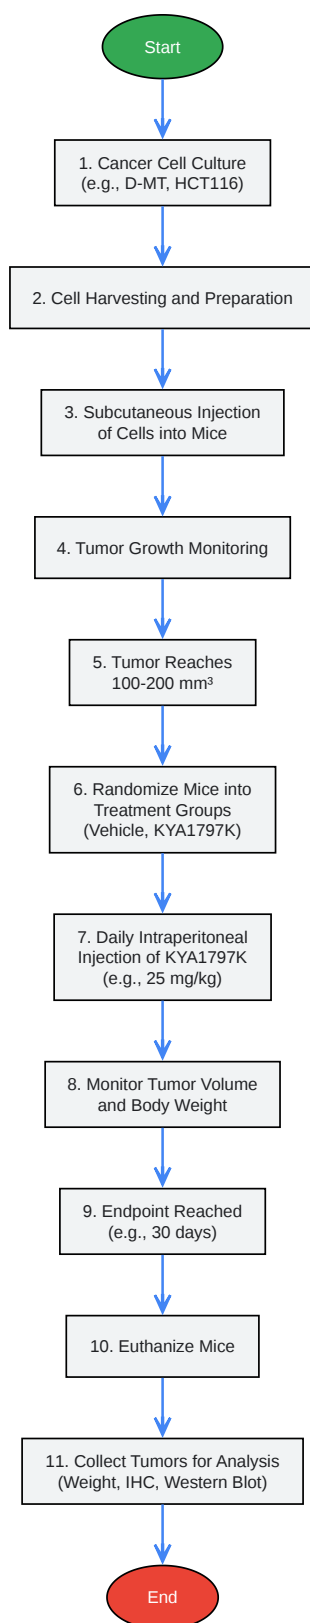 Start
1. Cancer Cell Culture
(e.g., D-MT, HCT116)
2. Cell Harvesting and Preparation
3. Subcutaneous Injection
of Cells into Mice
4. Tumor Growth Monitoring
5. Tumor Reaches
100-200 mm³
6. Randomize Mice into
Treatment Groups
(Vehicle, KYA1797K)
7. Daily Intraperitoneal
Injection of KYA1797K
(e.g., 25 mg/kg)
8. Monitor Tumor Volume
and Body Weight
9. Endpoint Reached
(e.g., 30 days)
10. Euthanize Mice
11. Collect Tumors for Analysis
(Weight, IHC, Western Blot)
End